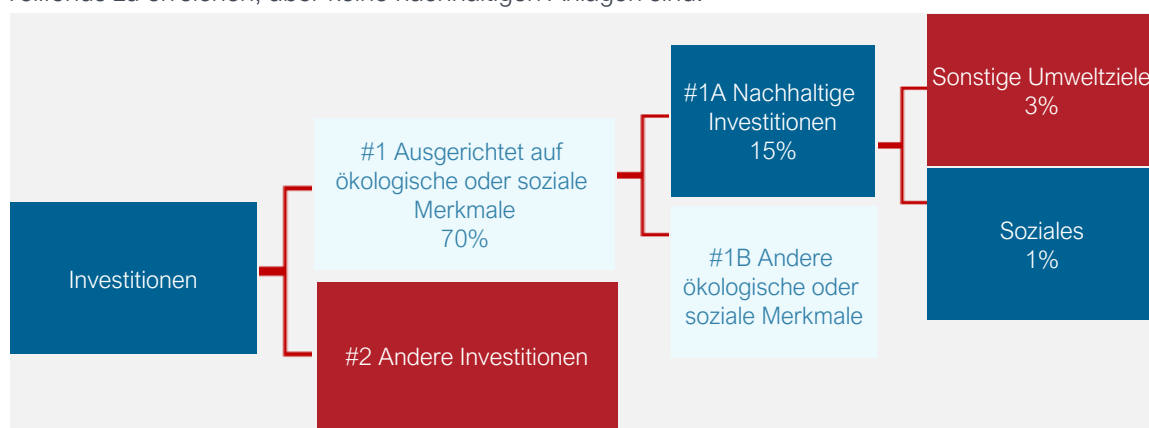 Investitionen
#1 Ausgerichtet auf
ökologische oder soziale
Merkmale
70%
#2 Andere Investitionen
#1A Nachhaltige
Investitionen
15%
#1B Andere
ökologische oder
soziale Merkmale
Sonstige Umweltziele
3%
Soziales
1%